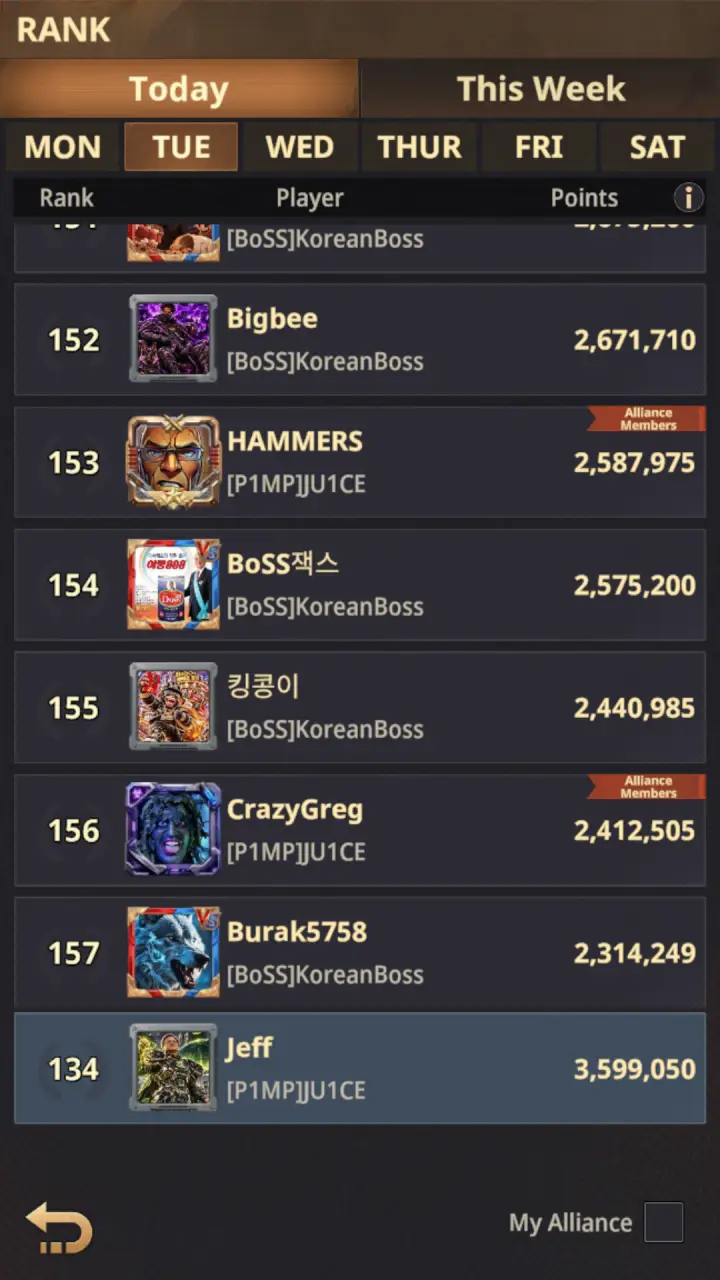 RANK
Today
This Week
MON
TUE
WED
THUR
FRI
SAT
Rank
Player
Points
i
[BoSS]KoreanBoss
152
Bigbee
[BoSS]KoreanBoss
2,671,710
Alliance
Members
153
HAMMERS
[P1MP]JU1CE
2,587,975
154
BoSS잭스
[BoSS]KoreanBoss
2,575,200
155
킹콩이
[BoSS]KoreanBoss
2,440,985
Alliance
Members
156
CrazyGreg
[P1MP]JU1CE
2,412,505
157
Burak5758
[BoSS]KoreanBoss
2,314,249
134
Jeff
[P1MP]JU1CE
3,599,050
My Alliance